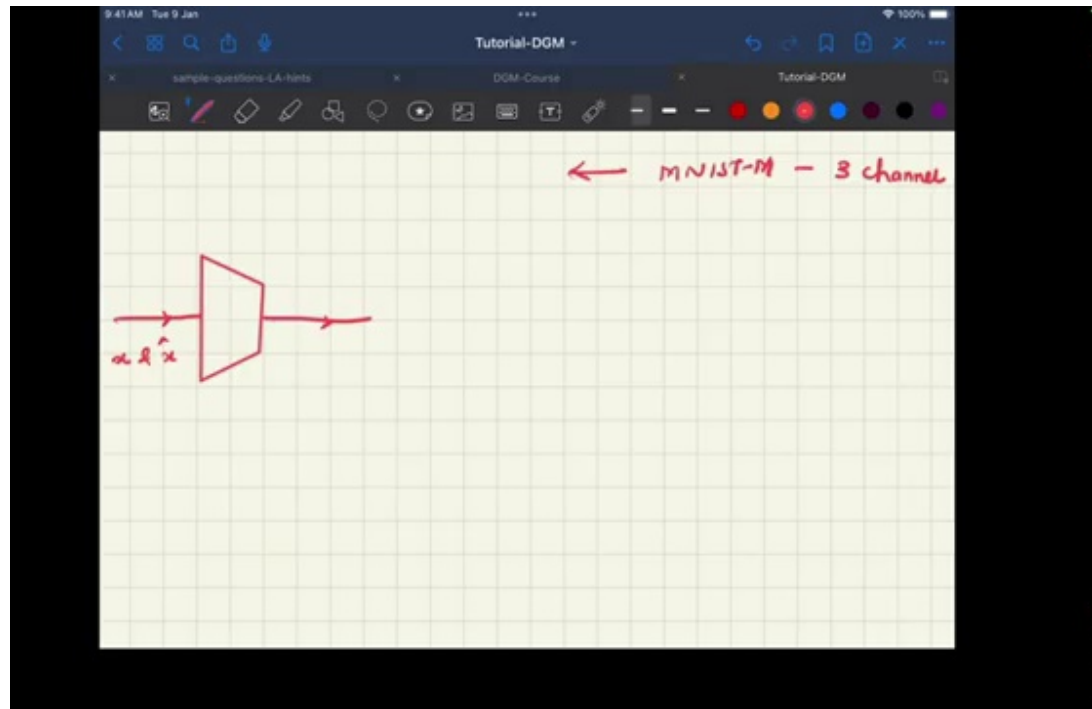 9:41 AM Tue 9 Jan
100%
Tutorial-DGM
sample-questions-LA-hints
DGM-Course
Tutorial-DGM
← MNIST-M - 3 channel
x & x̂